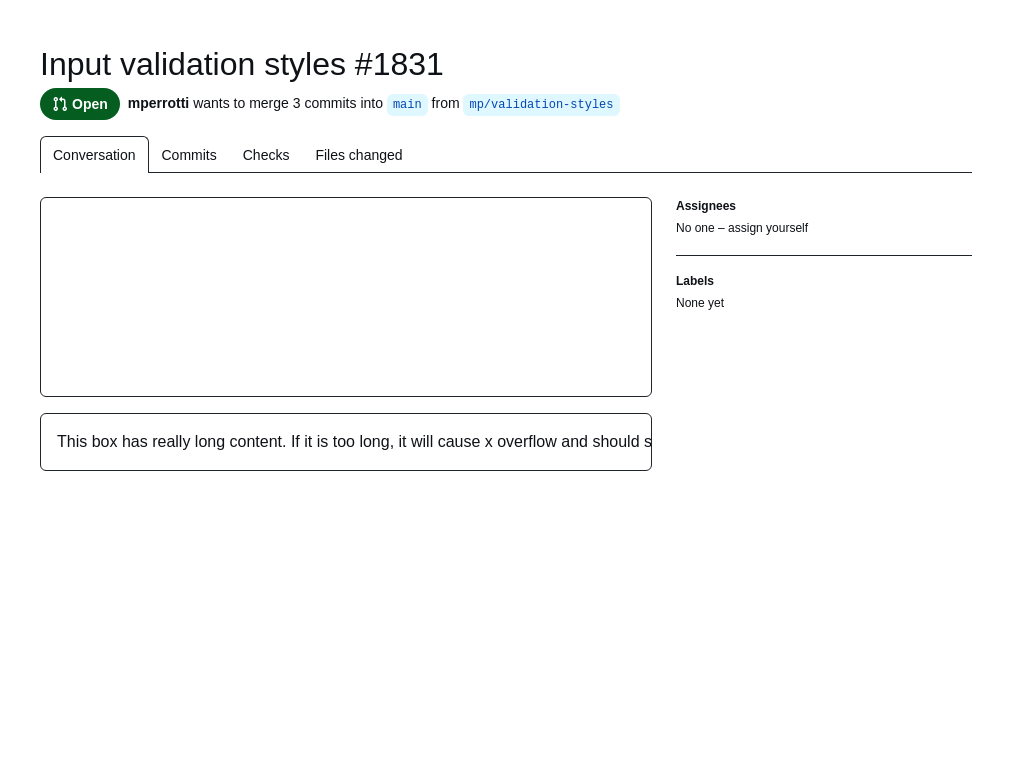 Input validation styles #1831
Open mperrotti wants to merge 3 commits into main from mp/validation-styles
Conversation Commits Checks Files changed
Assignees
No one – assign yourself
Labels
None yet
This box has really long content. If it is too long, it will cause x overflow and should s